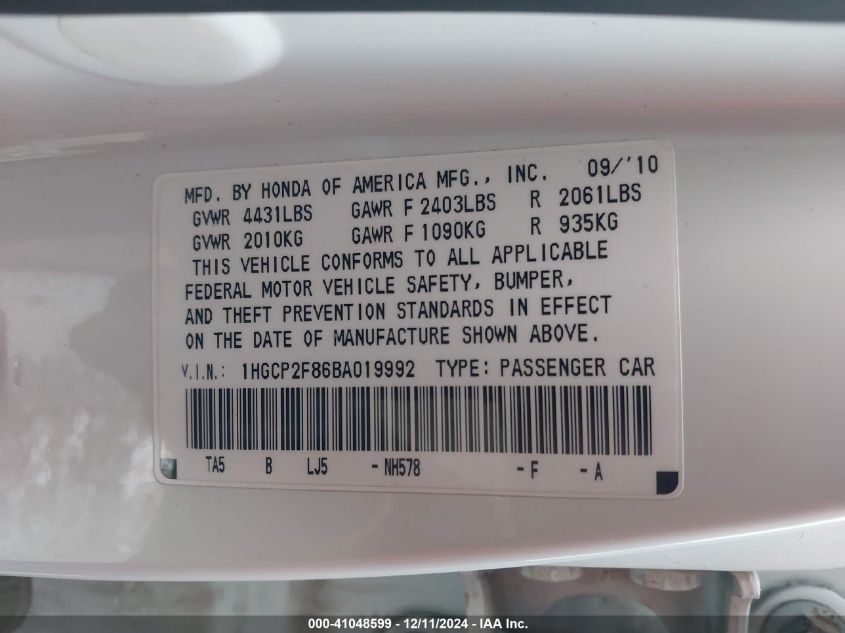 MFD. BY HONDA OF AMERICA MFG., INC. 09/'10
GVWR 4431LBS GAWR F 2403LBS R 2061LBS
GVWR 2010KG GAWR F 1090KG R 935KG
THIS VEHICLE CONFORMS TO ALL APPLICABLE
FEDERAL MOTOR VEHICLE SAFETY, BUMPER,
AND THEFT PREVENTION STANDARDS IN EFFECT
ON THE DATE OF MANUFACTURE SHOWN ABOVE.
V.I.N.: 1HGCP2F86BA019992 TYPE: PASSENGER CAR
TA5 B LJ5 -NH578 -F -A
000-41048599 - 12/11/2024 - IAA Inc.